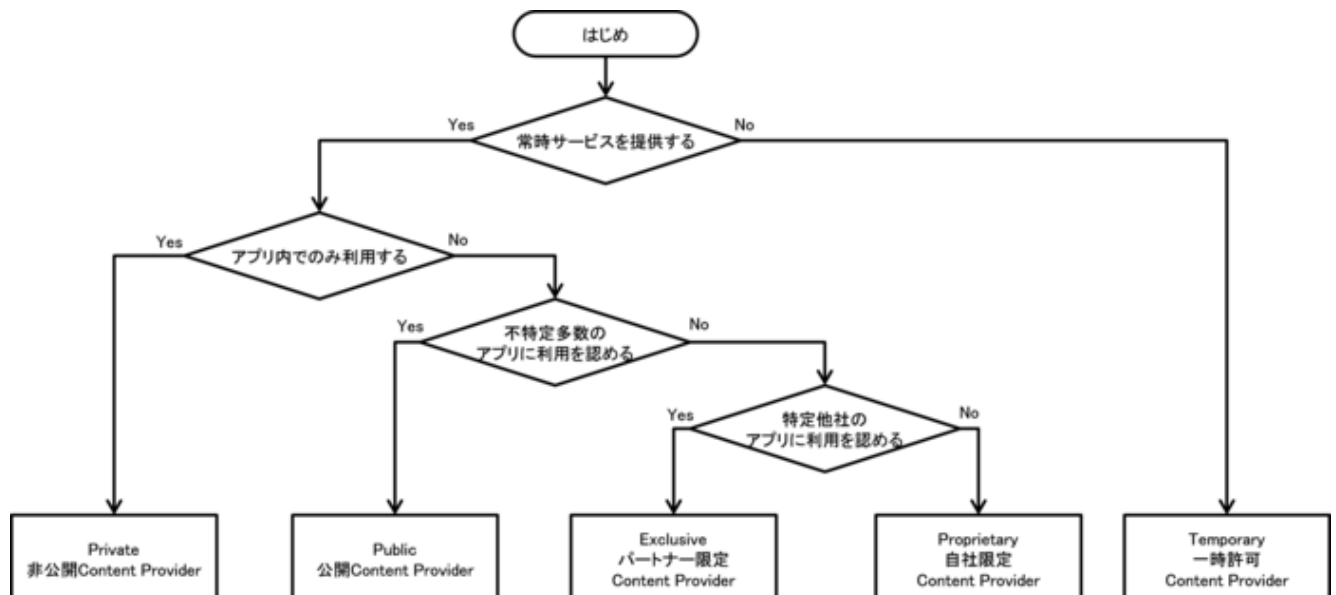 はじめ
Yes
常時サービスを提供する
No
Yes
アプリ内でのみ利用する
No
Yes
不特定多数の
アプリに利用を認める
No
Yes
特定他社の
アプリに利用を認める
No
Private
非公開Content Provider
Public
公開Content Provider
Exclusive
パートナー限定
Content Provider
Proprietary
自社限定
Content Provider
Temporary
一時許可
Content Provider